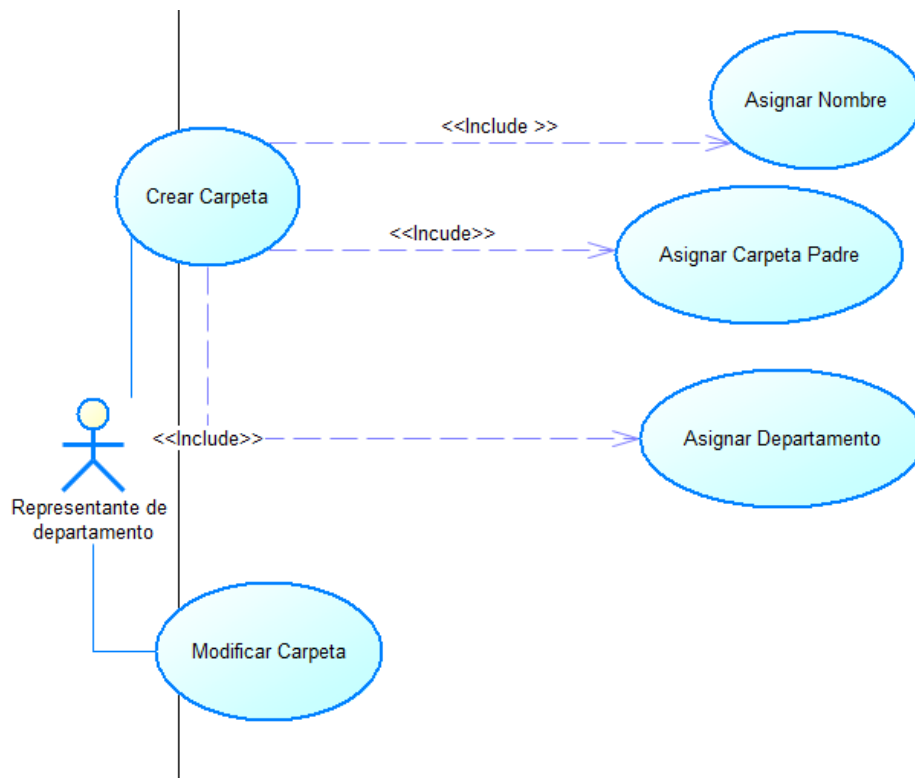 Asignar Nombre
<<Include >>
Crear Carpeta
<<Incude>>
Asignar Carpeta Padre
<<Include>>
Asignar Departamento
Representante de
departamento
Modificar Carpeta